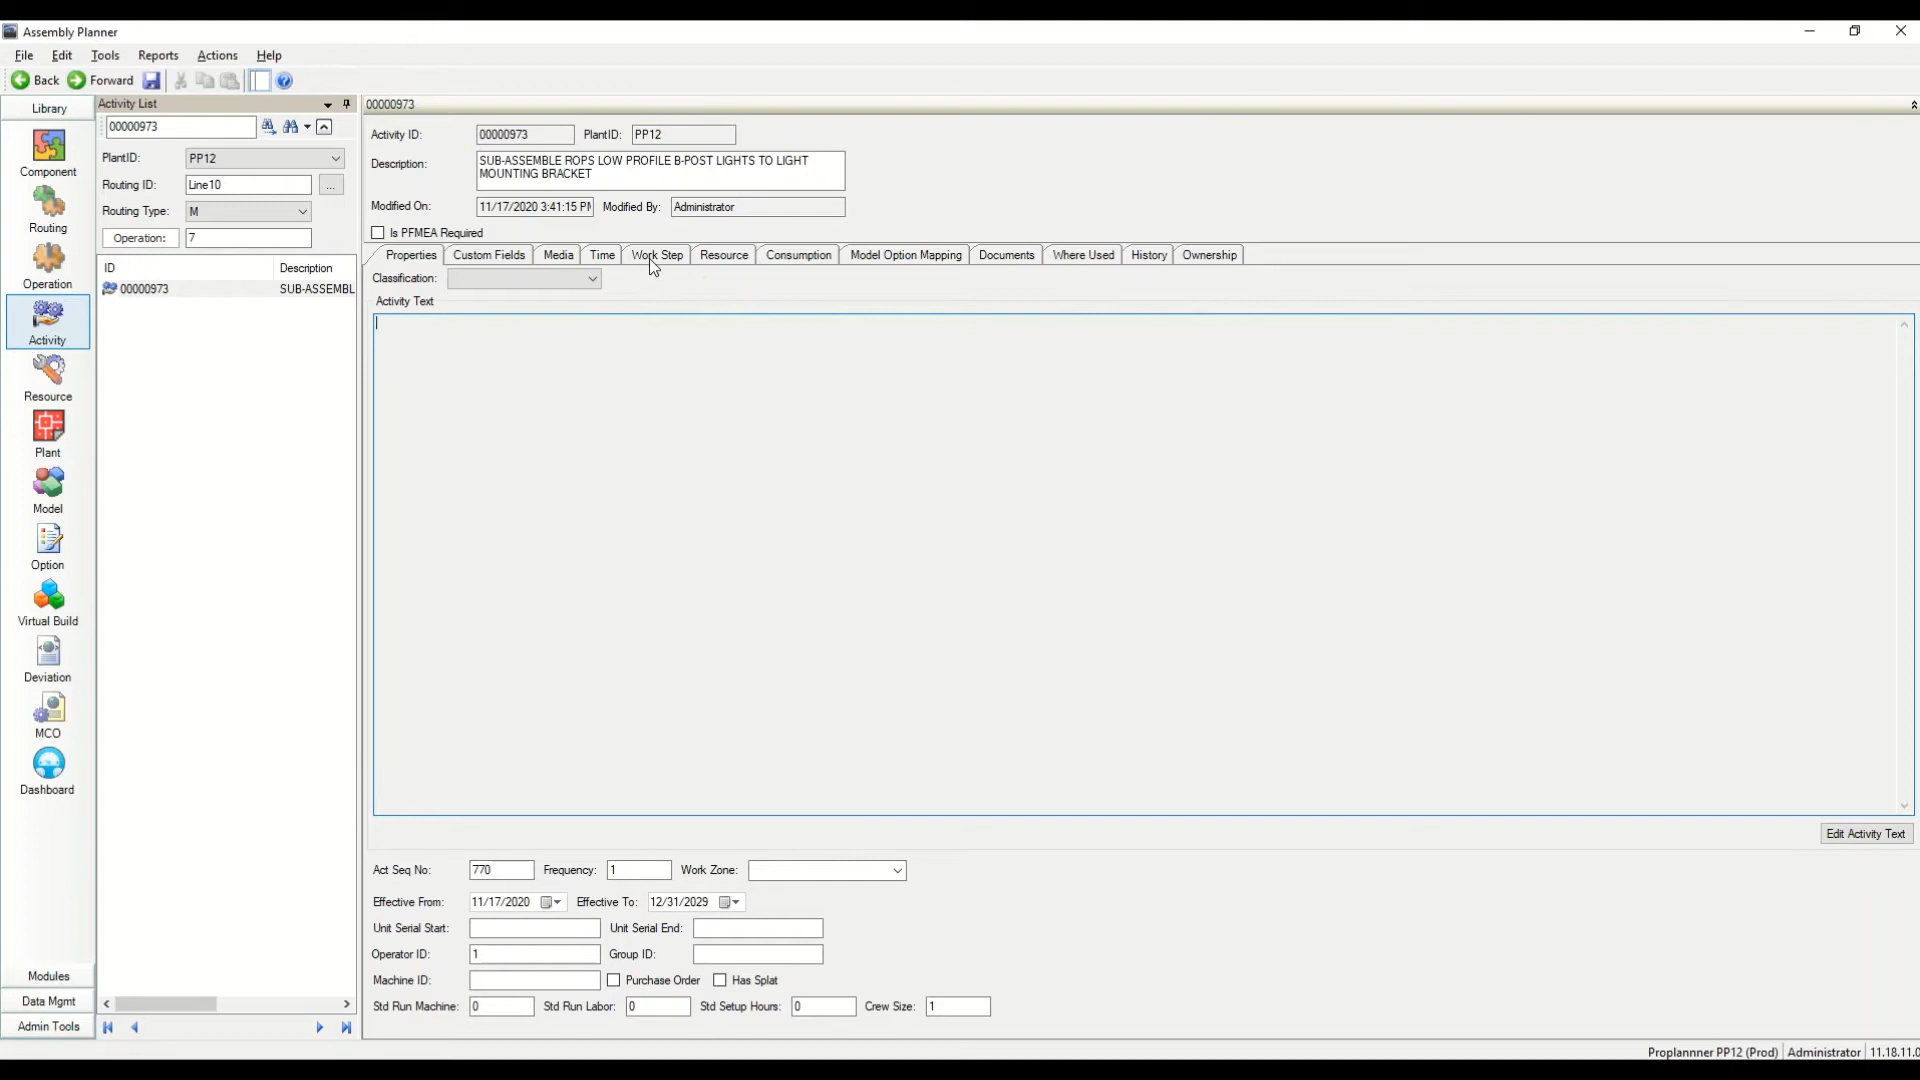 Assembly Planner
File Edit Tools Reports Actions Help
Back Forward
Library
Component
Routing
Operation
Activity
Resource
Plant
Model
Option
Virtual Build
Deviation
MCO
Dashboard
Modules
Data Mgmt
Admin Tools
Activity List
00000973
PlantID: PP12
Routing ID: Line10 ...
Routing Type: M
Operation: 7
ID Description
00000973 SUB-ASSEMBL
00000973
Activity ID: 00000973 PlantID: PP12
Description: SUB-ASSEMBLE ROPS LOW PROFILE B-POST LIGHTS TO LIGHT
MOUNTING BRACKET
Modified On: 11/17/2020 3:41:15 PM Modified By: Administrator
Is PFMEA Required
Properties Custom Fields Media Time Work Step Resource Consumption Model Option Mapping Documents Where Used History Ownership
Classification:
Activity Text
Edit Activity Text
Act Seq No: 770 Frequency: 1 Work Zone:
Effective From: 11/17/2020 Effective To: 12/31/2029
Unit Serial Start: Unit Serial End:
Operator ID: 1 Group ID:
Machine ID: Purchase Order Has Splat
Std Run Machine: 0 Std Run Labor: 0 Std Setup Hours: 0 Crew Size: 1
Proplannner PP12 (Prod) Administrator 11.18.11.0